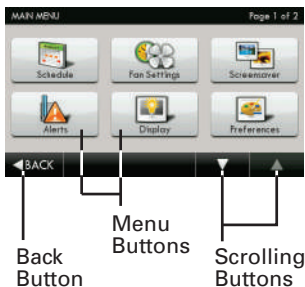 MAIN MENU Page 1 of 2
Schedule Fan Settings Screensaver
Alerts Display Preferences
BACK
Menu
Buttons
Back
Button
Scrolling
Buttons